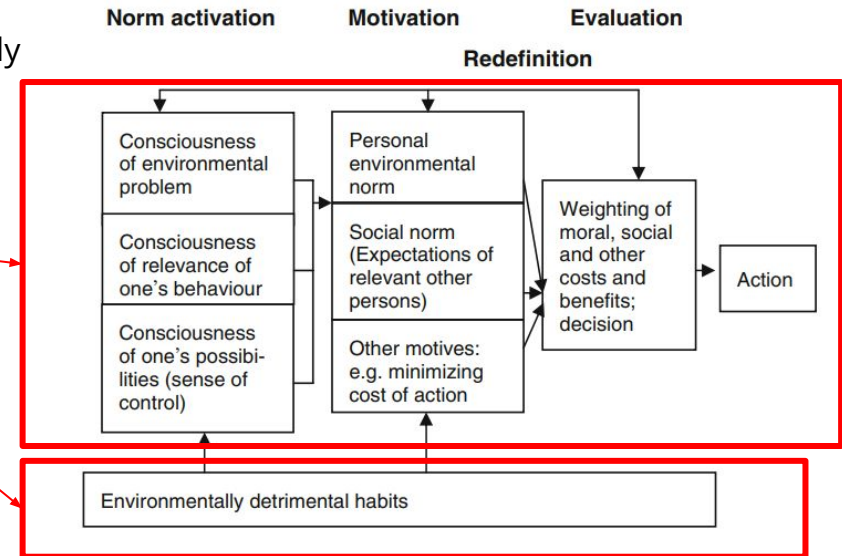 Norm activation
Motivation
Evaluation
ly
Redefinition
Consciousness
of environmental
problem
Consciousness
of relevance of
one's behaviour
Consciousness
of one's possibi-
lities (sense of
control)
Personal
environmental
norm
Social norm
(Expectations of
relevant other
persons)
Other motives:
e.g. minimizing
cost of action
Weighting of
moral, social
and other
costs and
benefits;
decision
Action
Environmentally detrimental habits